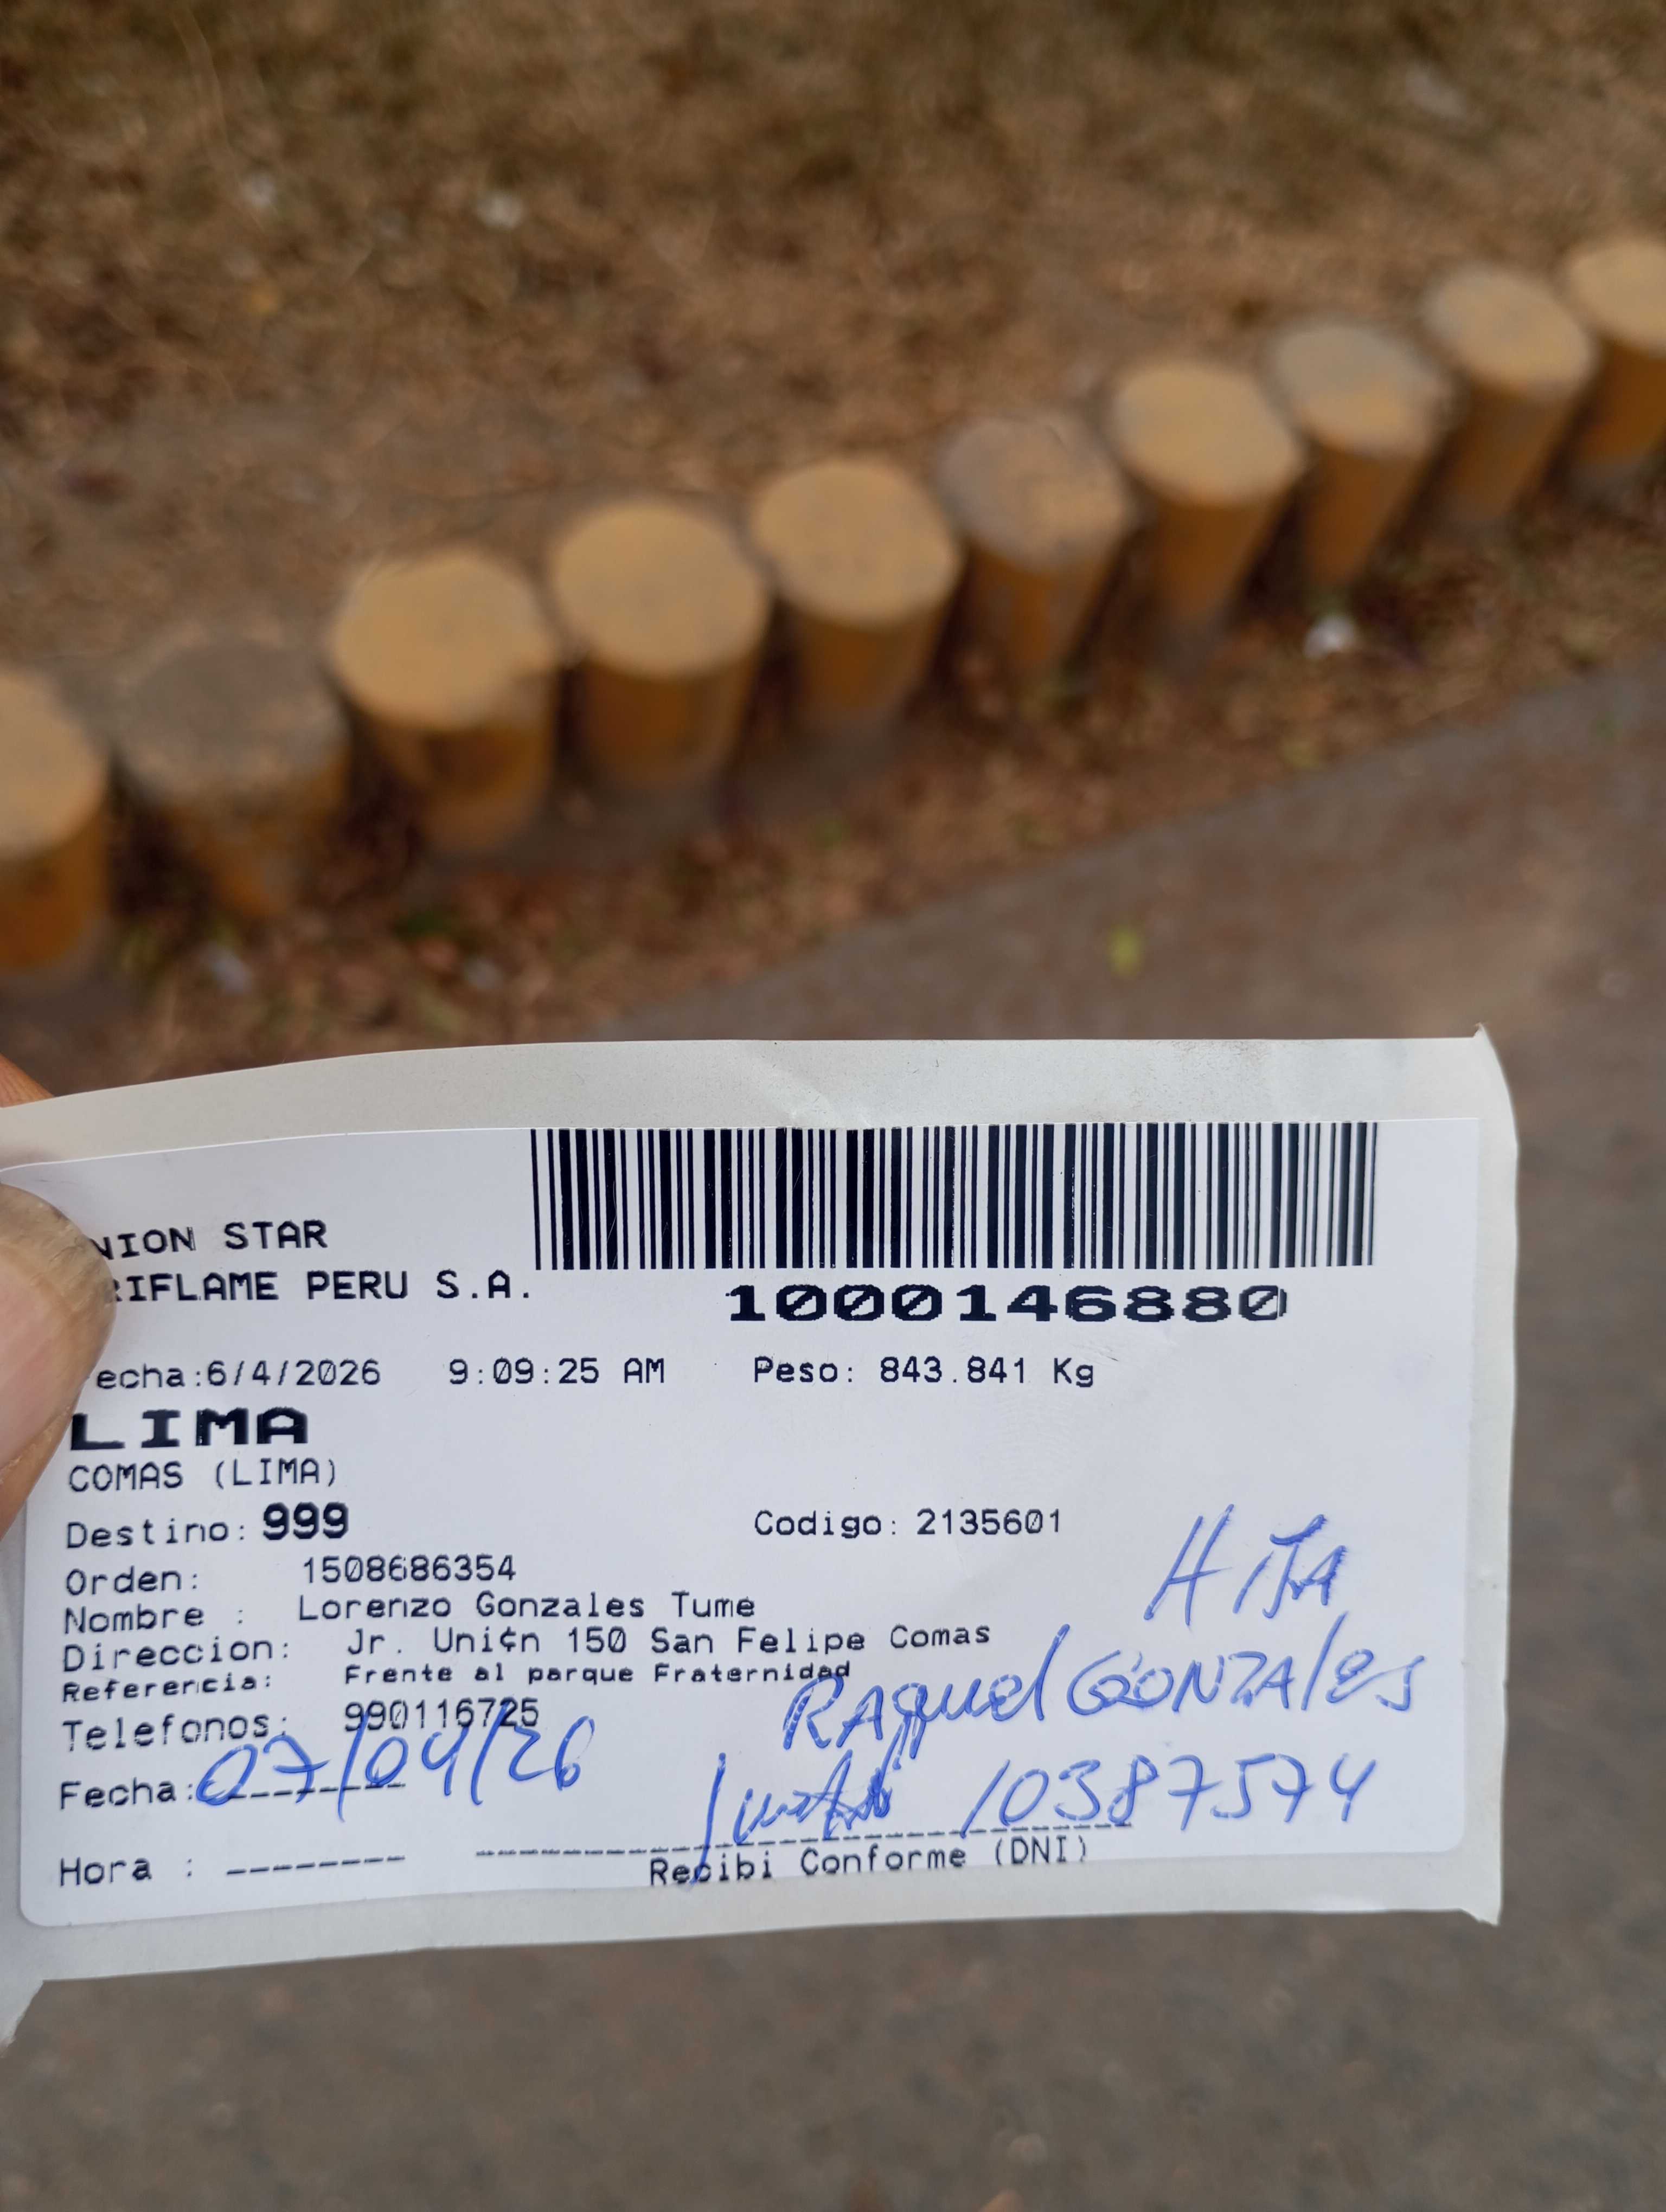 NION STAR
RIFLAME PERU S.A.
1000146880
echa:6/4/2026 9:09:25 AM Peso: 843.841 Kg
LIMA
COMAS (LIMA)
Destino: 999 Codigo: 2135601
HIJA
Orden: 1508686354
Nombre : Lorenzo Gonzales Tume
Direccion: Jr. Uni¢n 150 San Felipe Comas
Referencia: Frente al parque Fraternidad
Raquel GONZAles
Telefonos: 990116725
Fecha: 07/04/26
10387574
Hora :
Recibi Conforme (DNI)